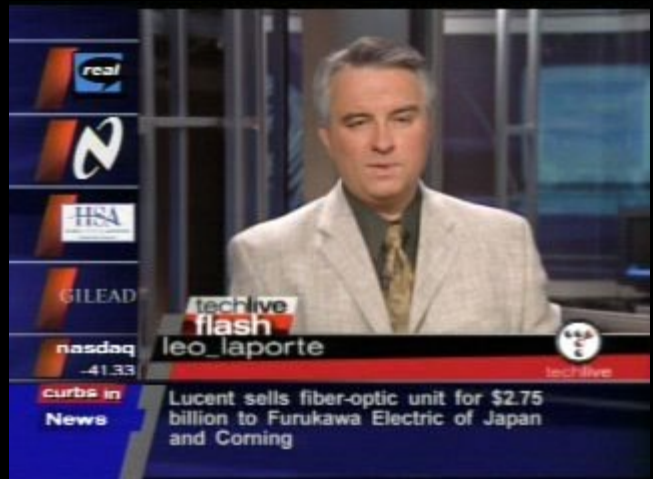 real
N
HSA
GILEAD
techlive
flash
leo_laporte
nasdaq
-41.33
techlive
curbs in
News
Lucent sells fiber-optic unit for $2.75
billion to Furukawa Electric of Japan
and Corning